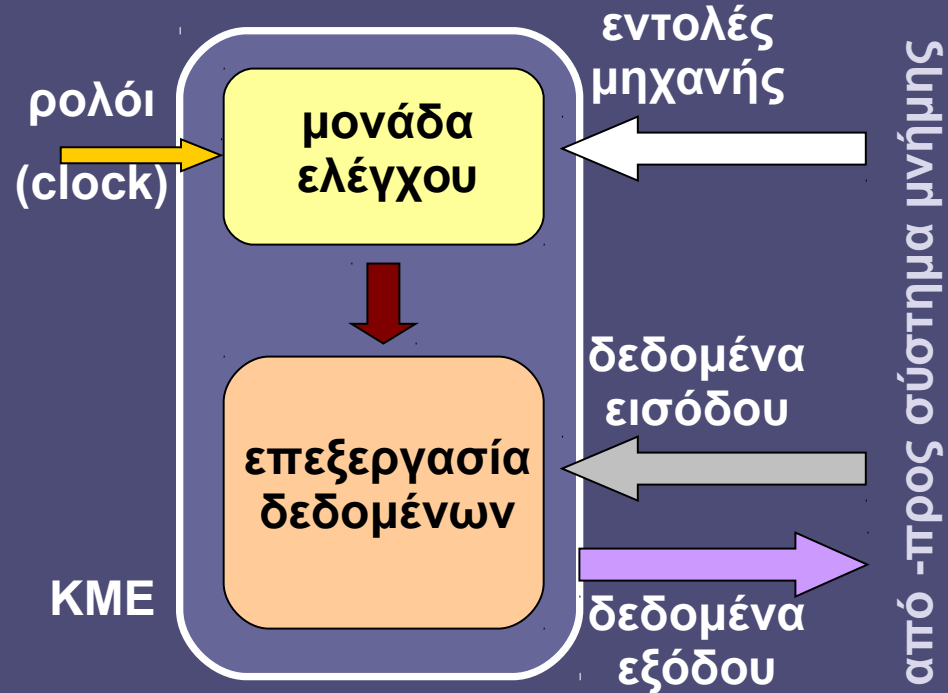 εντολές
μηχανής
ρολόι
(clock)
μονάδα
ελέγχου
δεδομένα
εισόδου
επεξεργασία
δεδομένων
ΚΜΕ
δεδομένα
εξόδου
από -προς σύστημα μνήμης